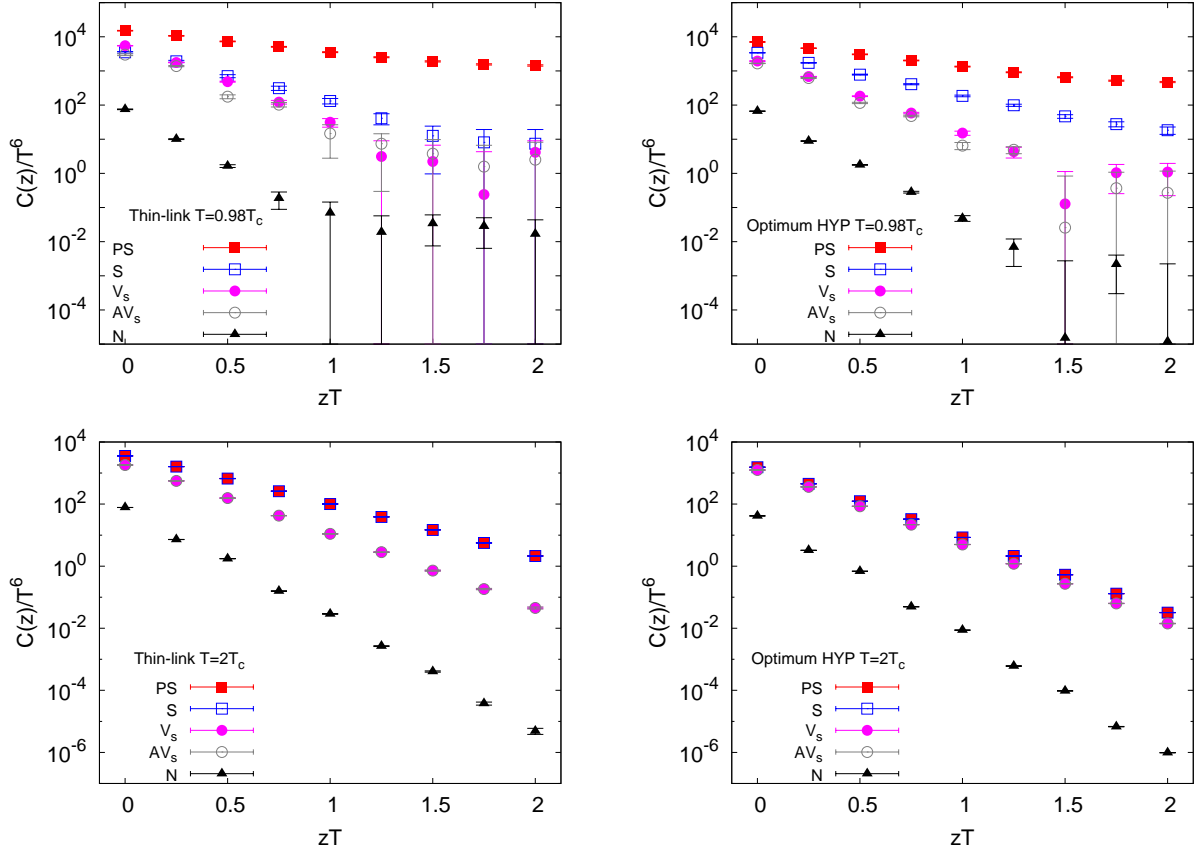 10^4
10^2
10^0
10^-2
10^-4
C(z)/T^6
Thin-link T=0.98T_c
PS
S
V_s
AV_s
N
0 0.5 1 1.5 2
zT
10^4
10^2
10^0
10^-2
10^-4
C(z)/T^6
Optimum HYP T=0.98T_c
PS
S
V_s
AV_s
N
0 0.5 1 1.5 2
zT
10^4
10^2
10^0
10^-2
10^-4
10^-6
C(z)/T^6
Thin-link T=2T_c
PS
S
V_s
AV_s
N
0 0.5 1 1.5 2
zT
10^4
10^2
10^0
10^-2
10^-4
10^-6
C(z)/T^6
Optimum HYP T=2T_c
PS
S
V_s
AV_s
N
0 0.5 1 1.5 2
zT